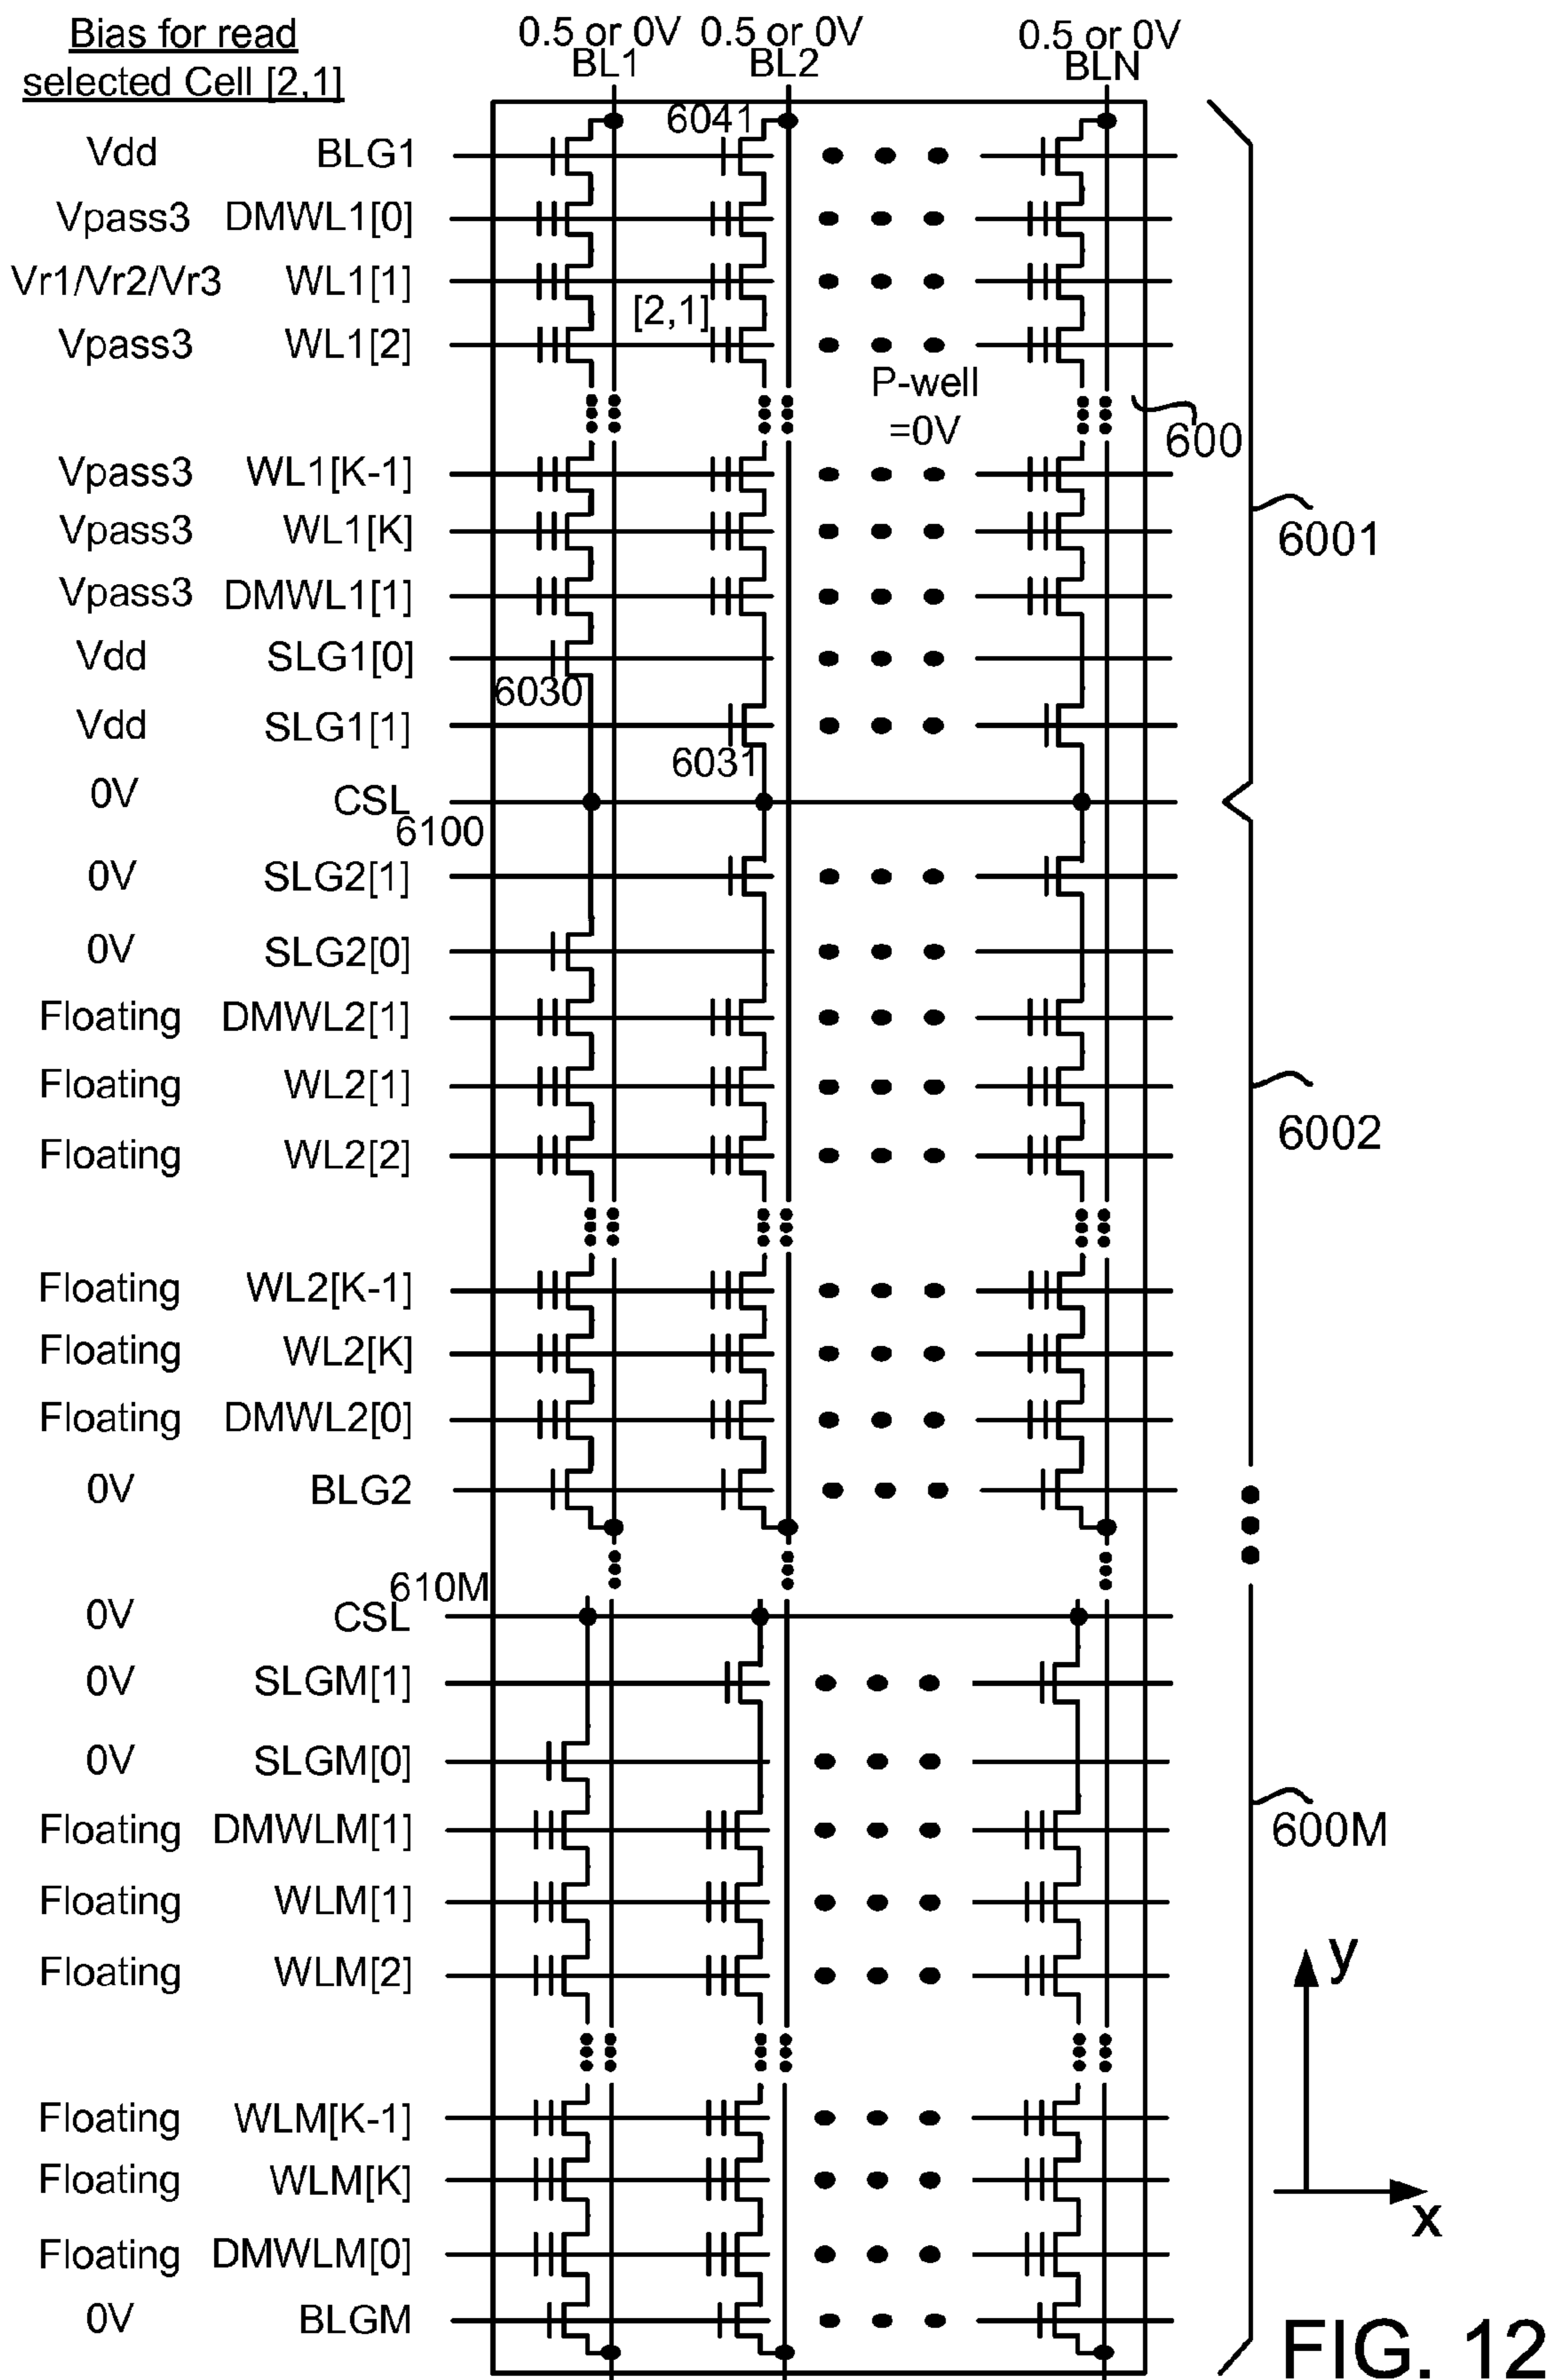 Bias for read
selected Cell [2,1]
0.5 or 0V 0.5 or 0V 0.5 or 0V
BL1 BL2 BLN
6041
Vdd BLG1
Vpass3 DMWL1[0]
Vr1/Vr2/Vr3 WL1[1]
[2,1]
Vpass3 WL1[2]
P-well
=0V
600
Vpass3 WL1[K-1]
Vpass3 WL1[K]
6001
Vpass3 DMWL1[1]
Vdd SLG1[0]
6030
Vdd SLG1[1]
6031
0V CSL
6100
0V SLG2[1]
0V SLG2[0]
Floating DMWL2[1]
Floating WL2[1]
6002
Floating WL2[2]
Floating WL2[K-1]
Floating WL2[K]
Floating DMWL2[0]
0V BLG2
610M
0V CSL
0V SLGM[1]
0V SLGM[0]
Floating DMWLM[1]
600M
Floating WLM[1]
Floating WLM[2]
y
Floating WLM[K-1]
Floating WLM[K]
x
Floating DMWLM[0]
0V BLGM
FIG. 12